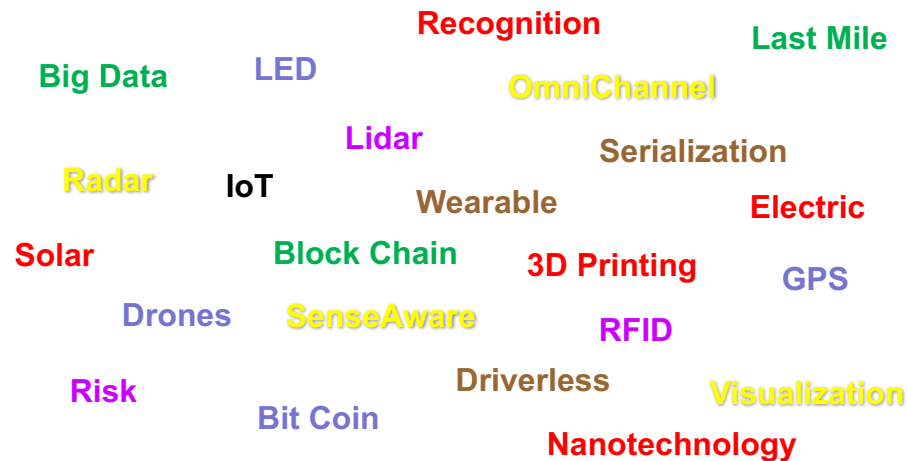 Recognition
Last Mile
Big Data
LED
OmniChannel
Lidar
Serialization
Radar
IoT
Wearable
Electric
Solar
Block Chain
3D Printing
GPS
Drones
SenseAware
RFID
Risk
Driverless
Visualization
Bit Coin
Nanotechnology